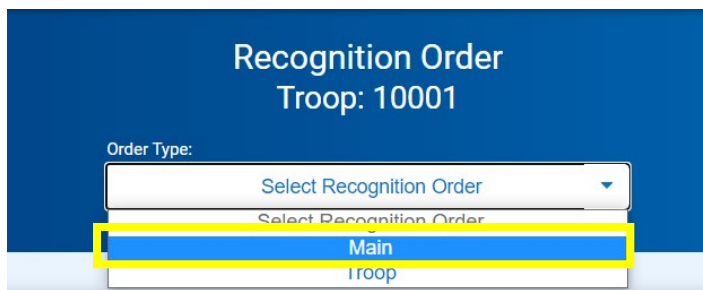 Recognition Order
Troop: 10001
Order Type:
Select Recognition Order
Select Recognition Order
Main
Troop